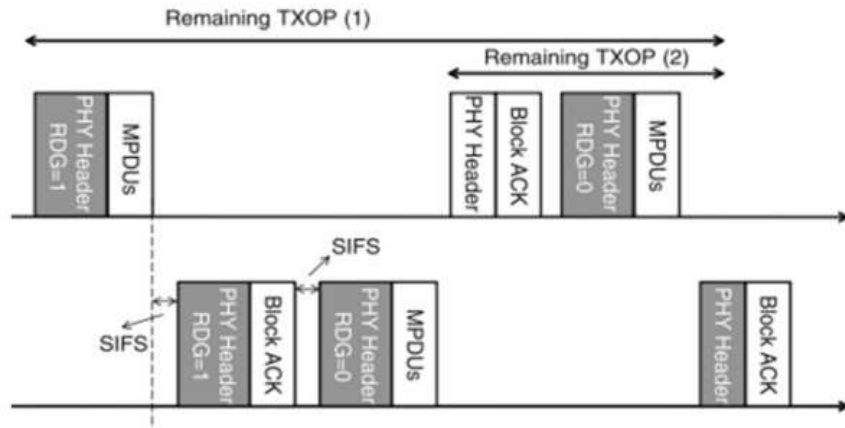 Remaining TXOP (1)
Remaining TXOP (2)
PHY Header
RDG=1
MPDUs
PHY Header
Block ACK
PHY Header
RDG=0
MPDUs
SIFS
SIFS
PHY Header
RDG=1
Block ACK
PHY Header
RDG=0
MPDUs
PHY Header
Block ACK